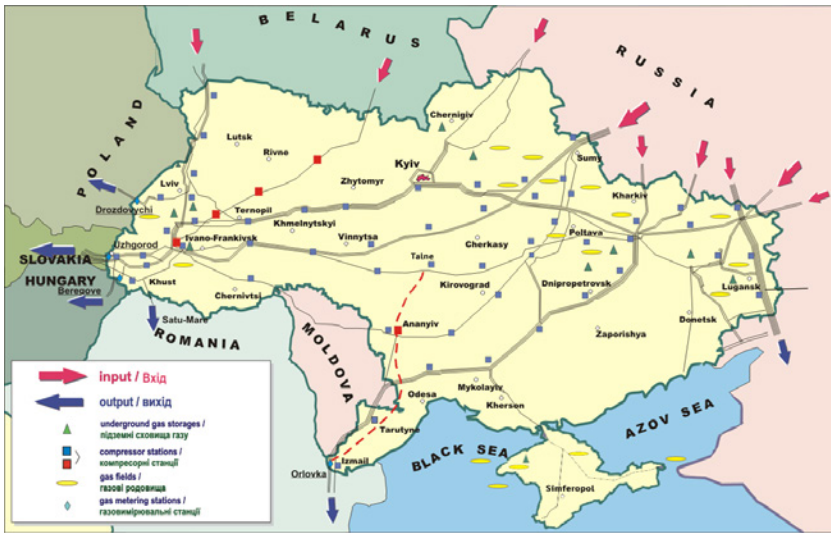 BELARUS
RUSSIA
POLAND
Chernigiv
Lutsk
Rivne
Kyiv
Sumy
Zhytomyr
Lviv
Kharkiv
Drozdovychi
Ternopil
Khmelnytskyi
Poltava
Uzhgorod
Ivano-Frankivsk
Vinnytsa
Cherkasy
SLOVAKIA
Talne
HUNGARY
Khust
Kirovograd
Dnipropetrovsk
Lugansk
Beregove
Chernivtsi
Satu-Mare
Donetsk
ROMANIA
Ananyiv
Zaporishya
MOLDOVA
Mykolayiv
Odesa
Kherson
AZOV SEA
Tarutyne
BLACK SEA
Izmail
Orlovka
Simferopol
input / Вхід
output / вихід
underground gas storages /
підземні сховища газу
compressor stations /
компресорні станції
gas fields /
газові родовища
gas metering stations /
газовимірювальні станції